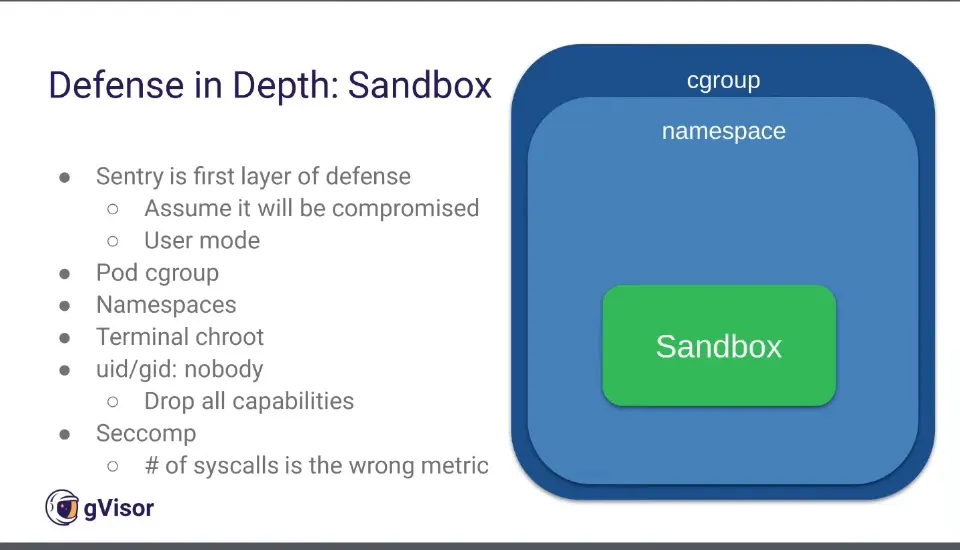 Defense in Depth: Sandbox
● Sentry is first layer of defense
○ Assume it will be compromised
○ User mode
● Pod cgroup
● Namespaces
● Terminal chroot
● uid/gid: nobody
○ Drop all capabilities
● Seccomp
○ # of syscalls is the wrong metric
gVisor
cgroup
namespace
Sandbox